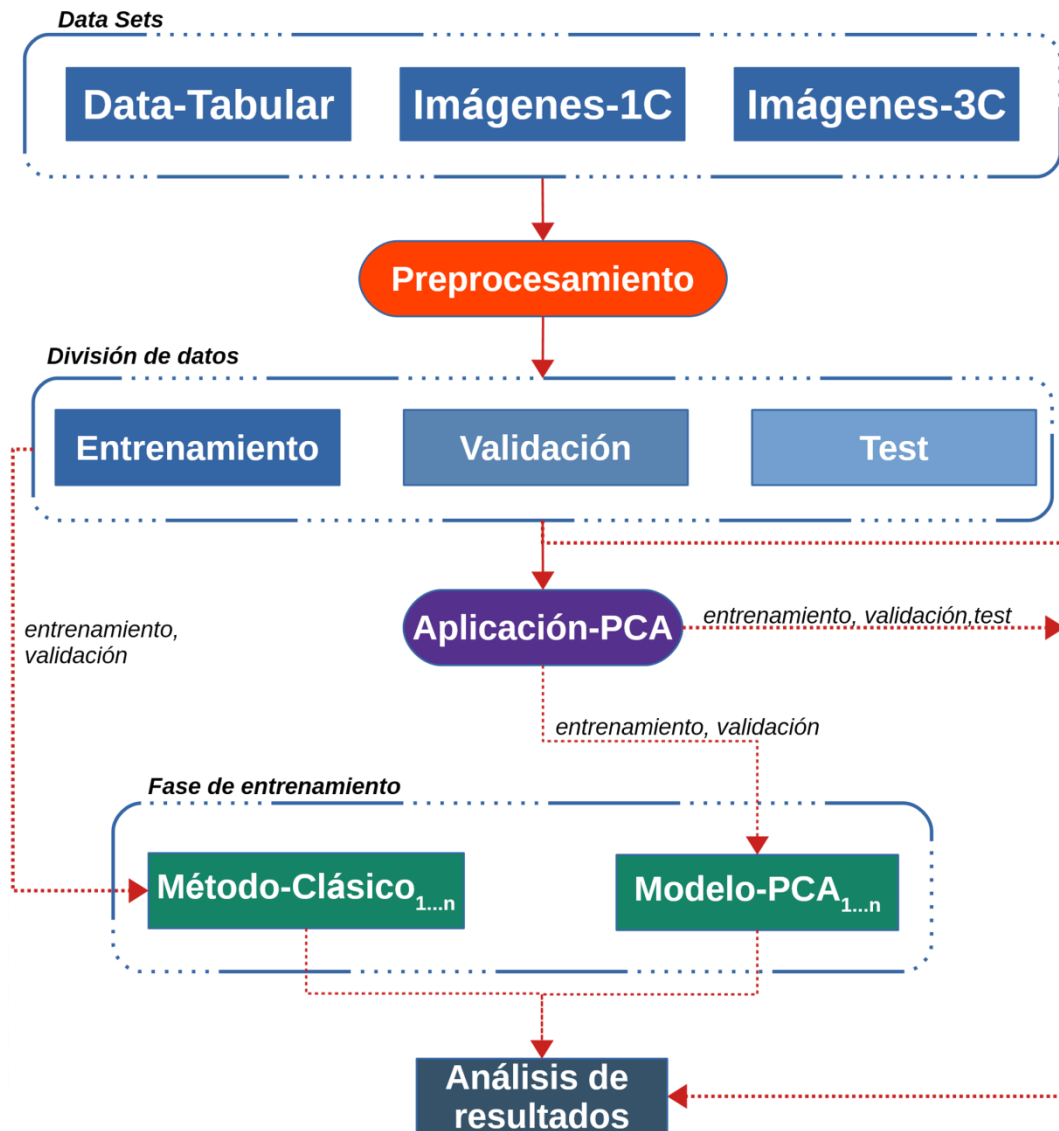 Data Sets
Data-Tabular
Imágenes-1C
Imágenes-3C
Preprocesamiento
División de datos
Entrenamiento
Validación
Test
Aplicación-PCA
entrenamiento, validación,test
entrenamiento,
validación
entrenamiento, validación
Fase de entrenamiento
Método-Clásico1...n
Modelo-PCA1...n
Análisis de
resultados